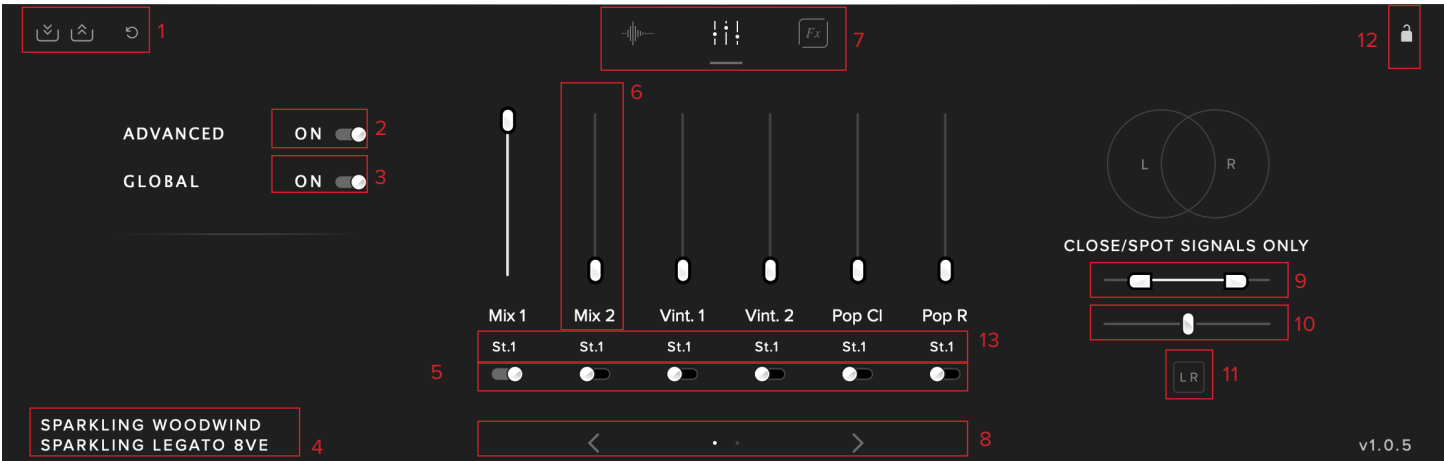 1
Fx
7
12
6
ADVANCED ON 2
GLOBAL ON 3
L R
CLOSE/SPOT SIGNALS ONLY
9
Mix 1 Mix 2 Vint. 1 Vint. 2 Pop Cl Pop R
10
St.1 St.1 St.1 St.1 St.1 St.1 13
5
L R 11
SPARKLING WOODWIND
SPARKLING LEGATO 8VE 4
8
v1.0.5